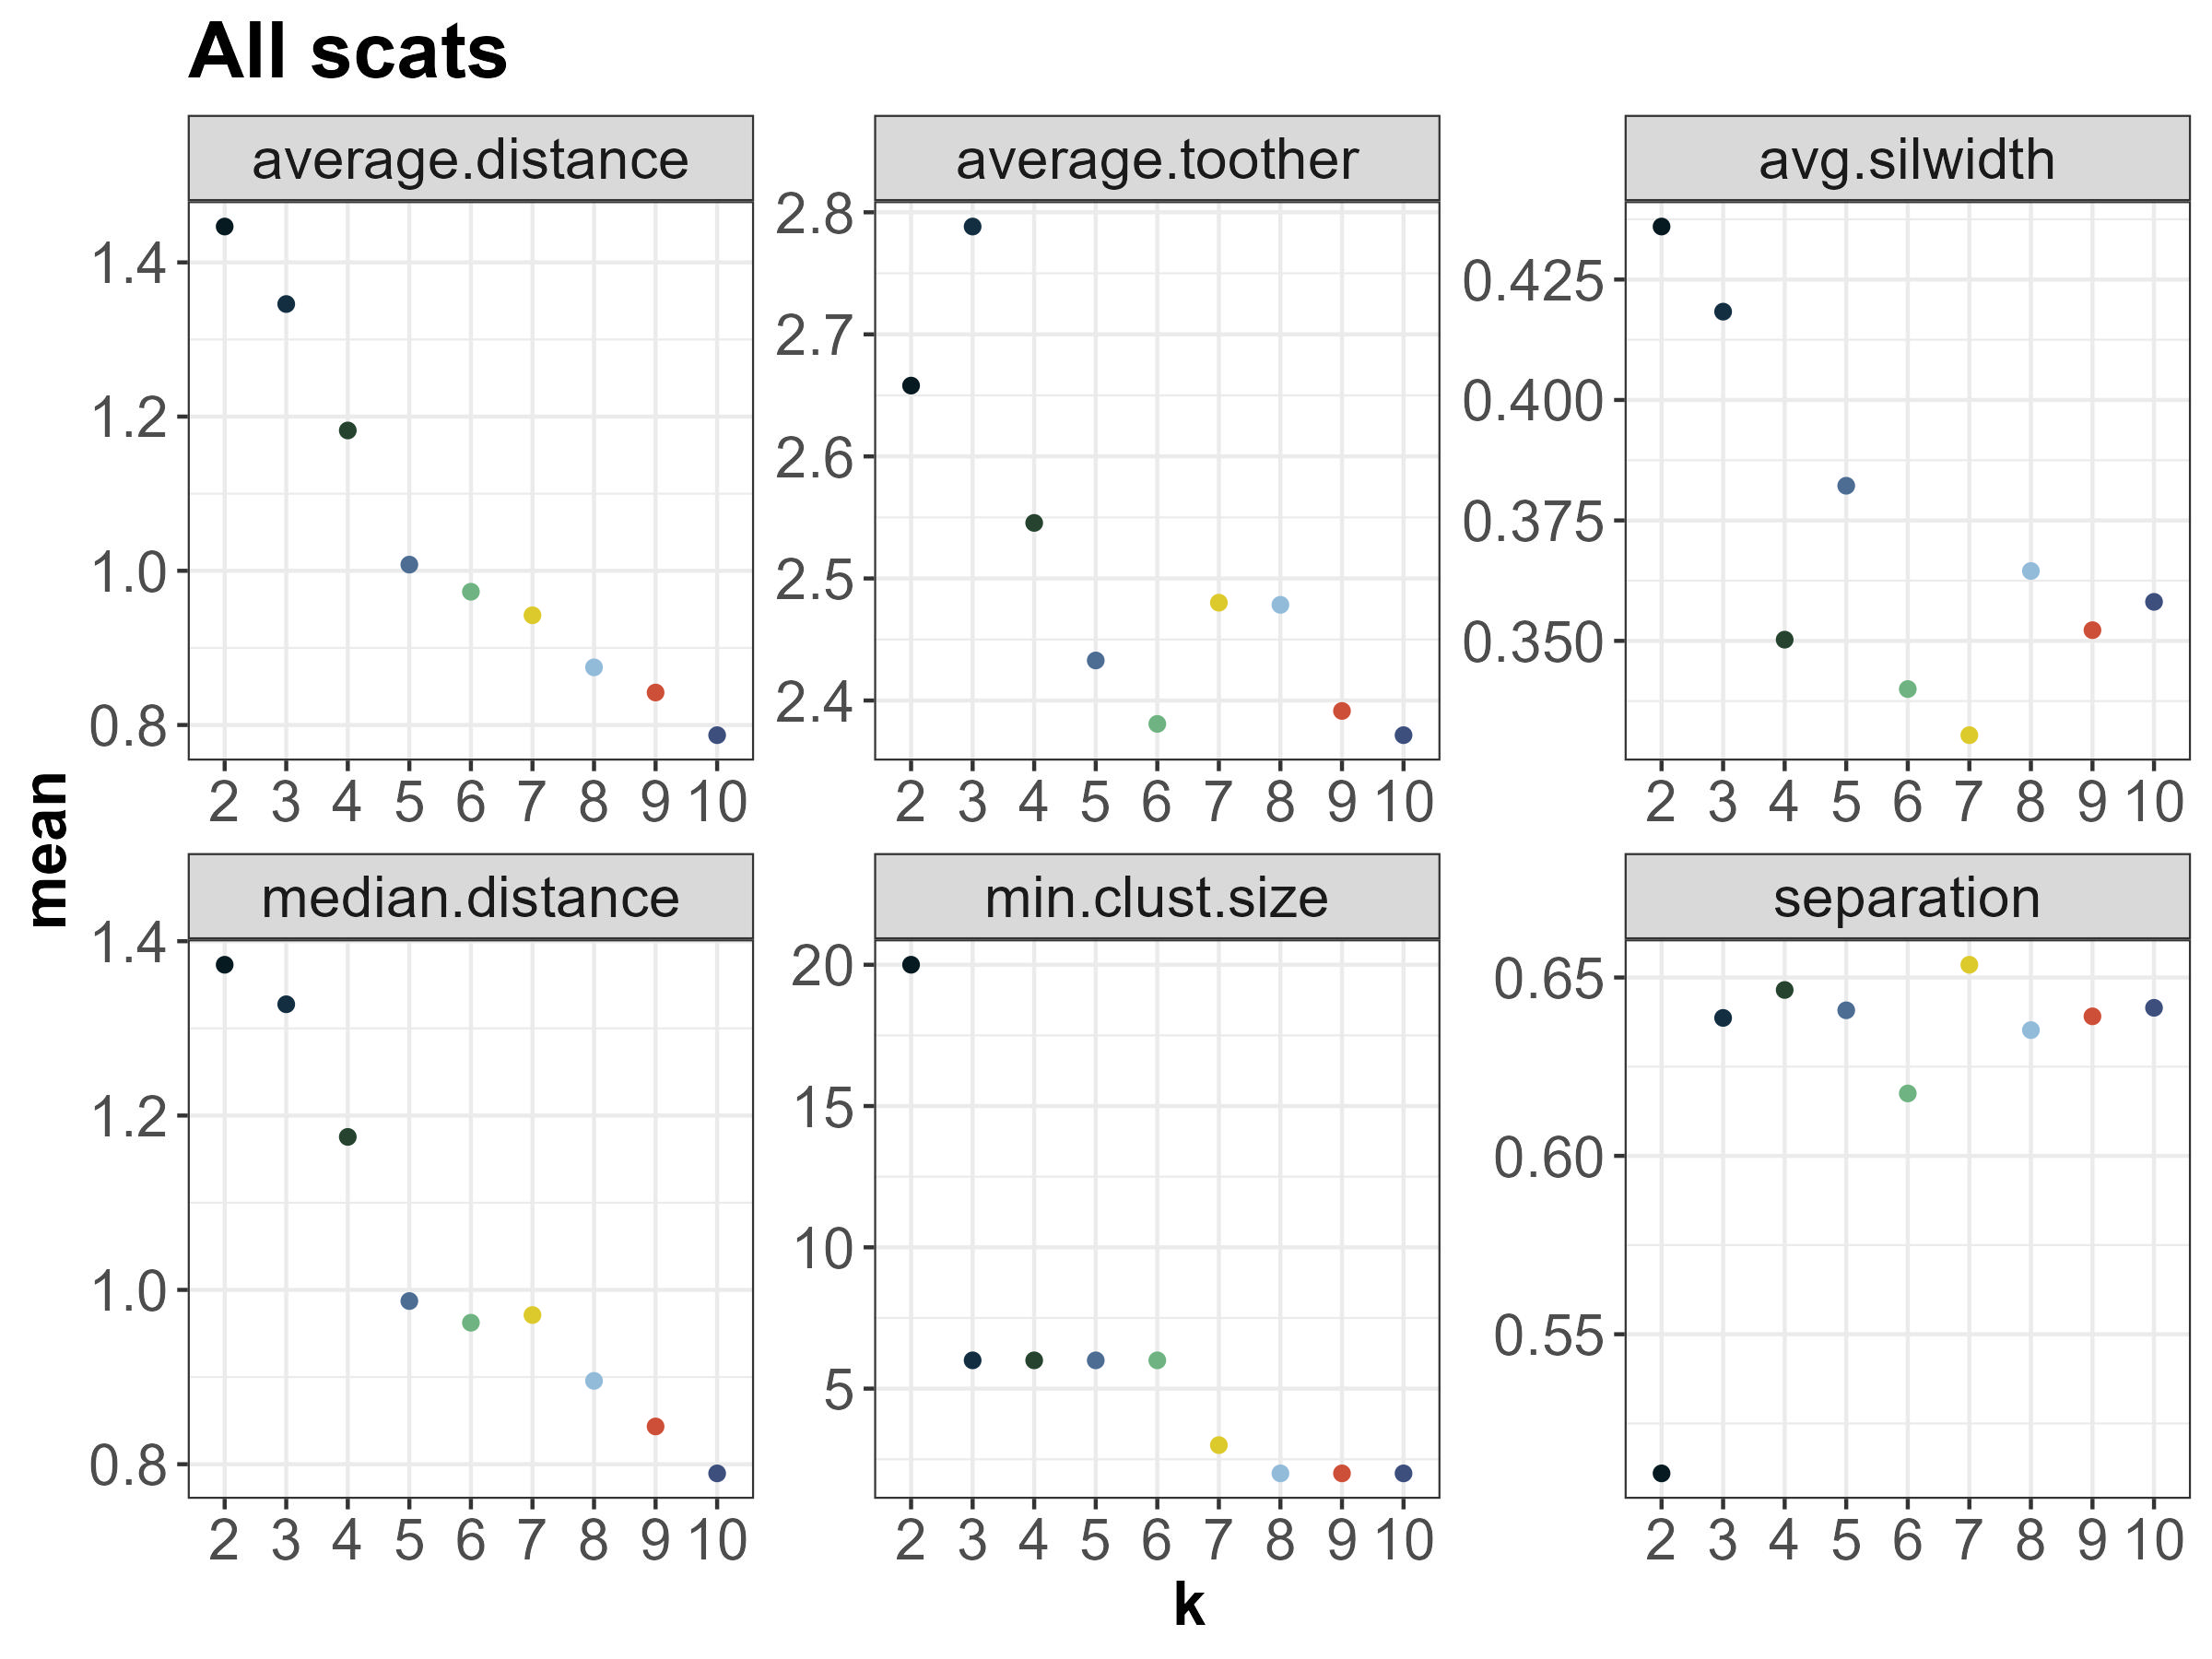 All scats
average.distance
average.toother
avg.silwidth
1.4
1.2
1.0
0.8
2.8
2.7
2.6
2.5
2.4
0.425
0.400
0.375
0.350
2 3 4 5 6 7 8 9 10
2 3 4 5 6 7 8 9 10
2 3 4 5 6 7 8 9 10
mean
median.distance
min.clust.size
separation
1.4
1.2
1.0
0.8
20
15
10
5
0.65
0.60
0.55
2 3 4 5 6 7 8 9 10
2 3 4 5 6 7 8 9 10
2 3 4 5 6 7 8 9 10
k